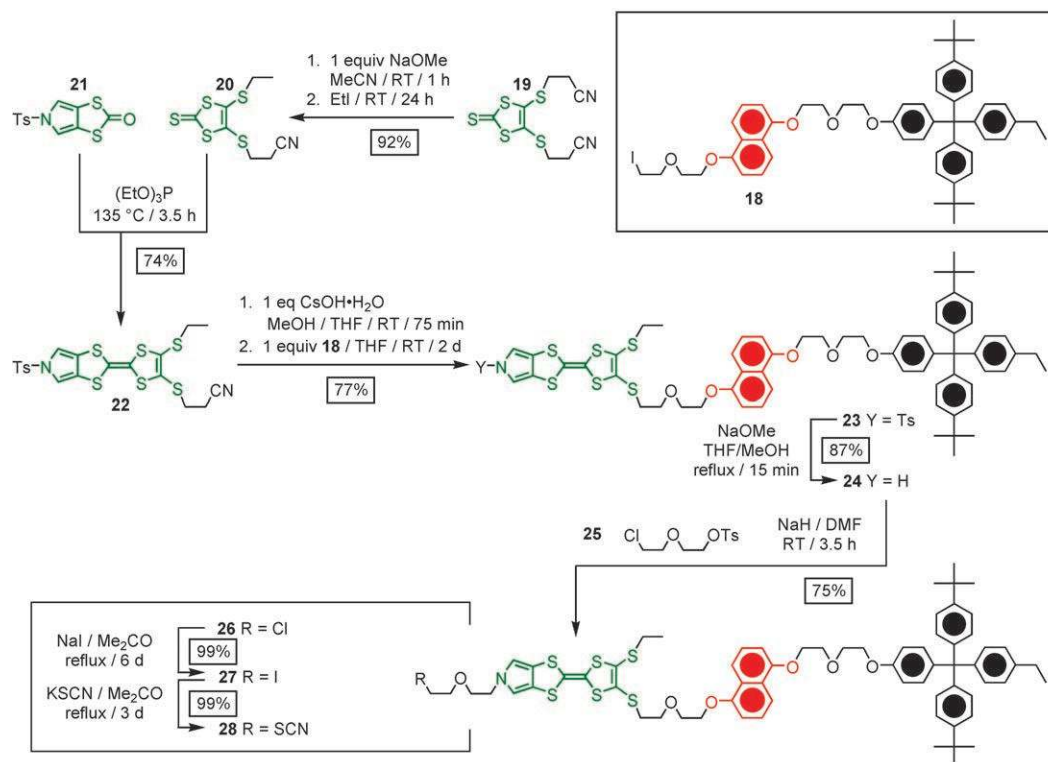 21
20
1. 1 equiv NaOMe
MeCN / RT / 1 h
2. EtI / RT / 24 h
92%
19
Ts N S S O
S S S S S CN
S S S S CN S CN
I O O O O O
18
(EtO)₃P
135 °C / 3.5 h
74%
1. 1 eq CsOH•H₂O
MeOH / THF / RT / 75 min
2. 1 equiv 18 / THF / RT / 2 d
77%
Ts N S S S S S S CN
22
Y N S S S S S S O O O O O
NaOMe
THF/MeOH
reflux / 15 min
23 Y = Ts
87%
24 Y = H
25
Cl O OTs
NaH / DMF
RT / 3.5 h
75%
NaI / Me₂CO
reflux / 6 d
KSCN / Me₂CO
reflux / 3 d
26 R = Cl
99%
27 R = I
99%
28 R = SCN
R O N S S S S S S O O O O O